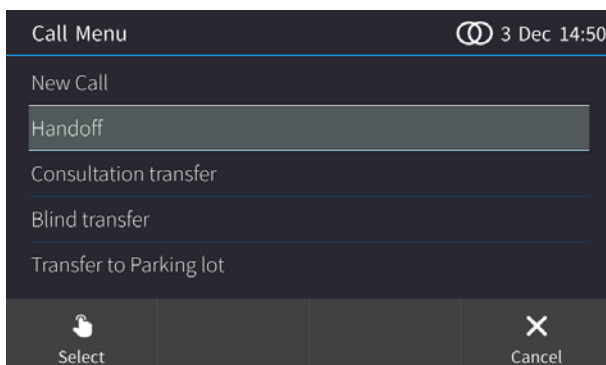 Call Menu
3 Dec 14:50
New Call
Handoff
Consultation transfer
Blind transfer
Transfer to Parking lot
Select
Cancel